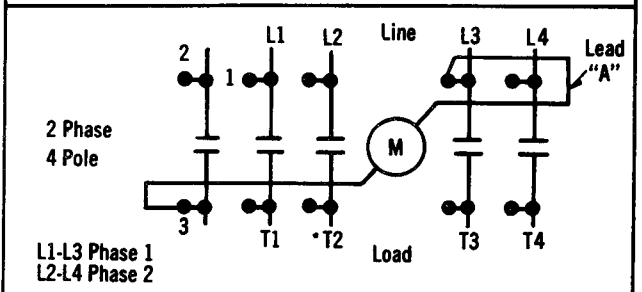 2 L1 L2 Line L3 L4 Lead
1 "A"
2 Phase
4 Pole
M
3 T1 T2 Load T3 T4
L1-L3 Phase 1
L2-L4 Phase 2